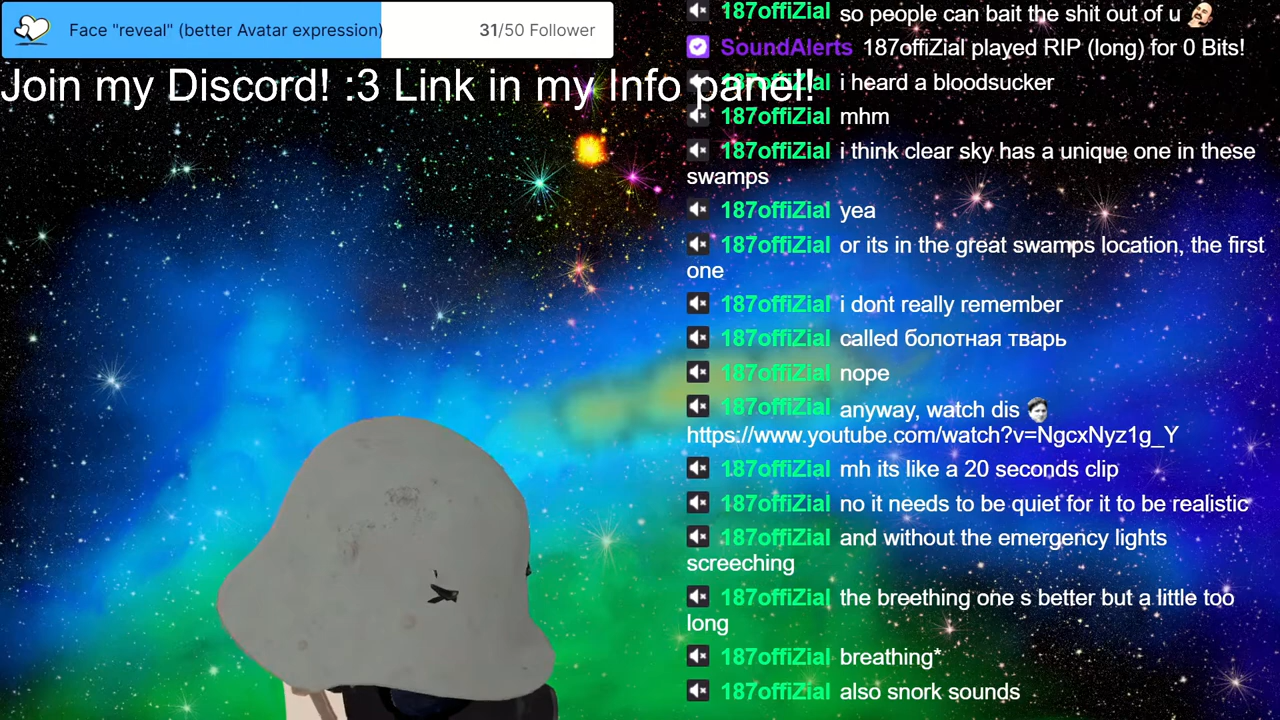 Face "reveal" (better Avatar expression) 31/50 Follower
Join my Discord! :3 Link in my Info panel!
187offiZial so people can bait the shit out of u
SoundAlerts 187offiZial played RIP (long) for 0 Bits!
187offiZial i heard a bloodsucker
187offiZial mhm
187offiZial i think clear sky has a unique one in these
swamps
187offiZial yea
187offiZial or its in the great swamps location, the first
one
187offiZial i dont really remember
187offiZial called болотная тварь
187offiZial nope
187offiZial anyway, watch dis
https://www.youtube.com/watch?v=NgcxNyz1g_Y
187offiZial mh its like a 20 seconds clip
187offiZial no it needs to be quiet for it to be realistic
187offiZial and without the emergency lights
screeching
187offiZial the breething one s better but a little too
long
187offiZial breathing*
187offiZial also snork sounds